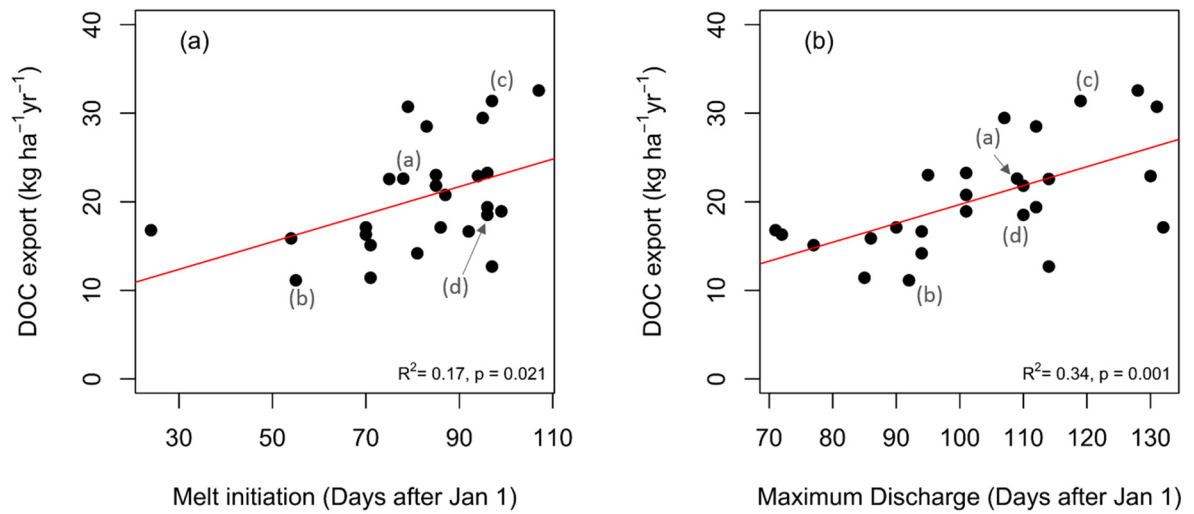 (a)
DOC export (kg ha⁻¹yr⁻¹)
40
30
20
10
0
(c)
(a)
(b)
(d)
R²= 0.17, p = 0.021
30 50 70 90 110
Melt initiation (Days after Jan 1)
(b)
DOC export (kg ha⁻¹yr⁻¹)
40
30
20
10
0
(c)
(a)
(d)
(b)
R²= 0.34, p = 0.001
70 80 90 100 110 120 130
Maximum Discharge (Days after Jan 1)